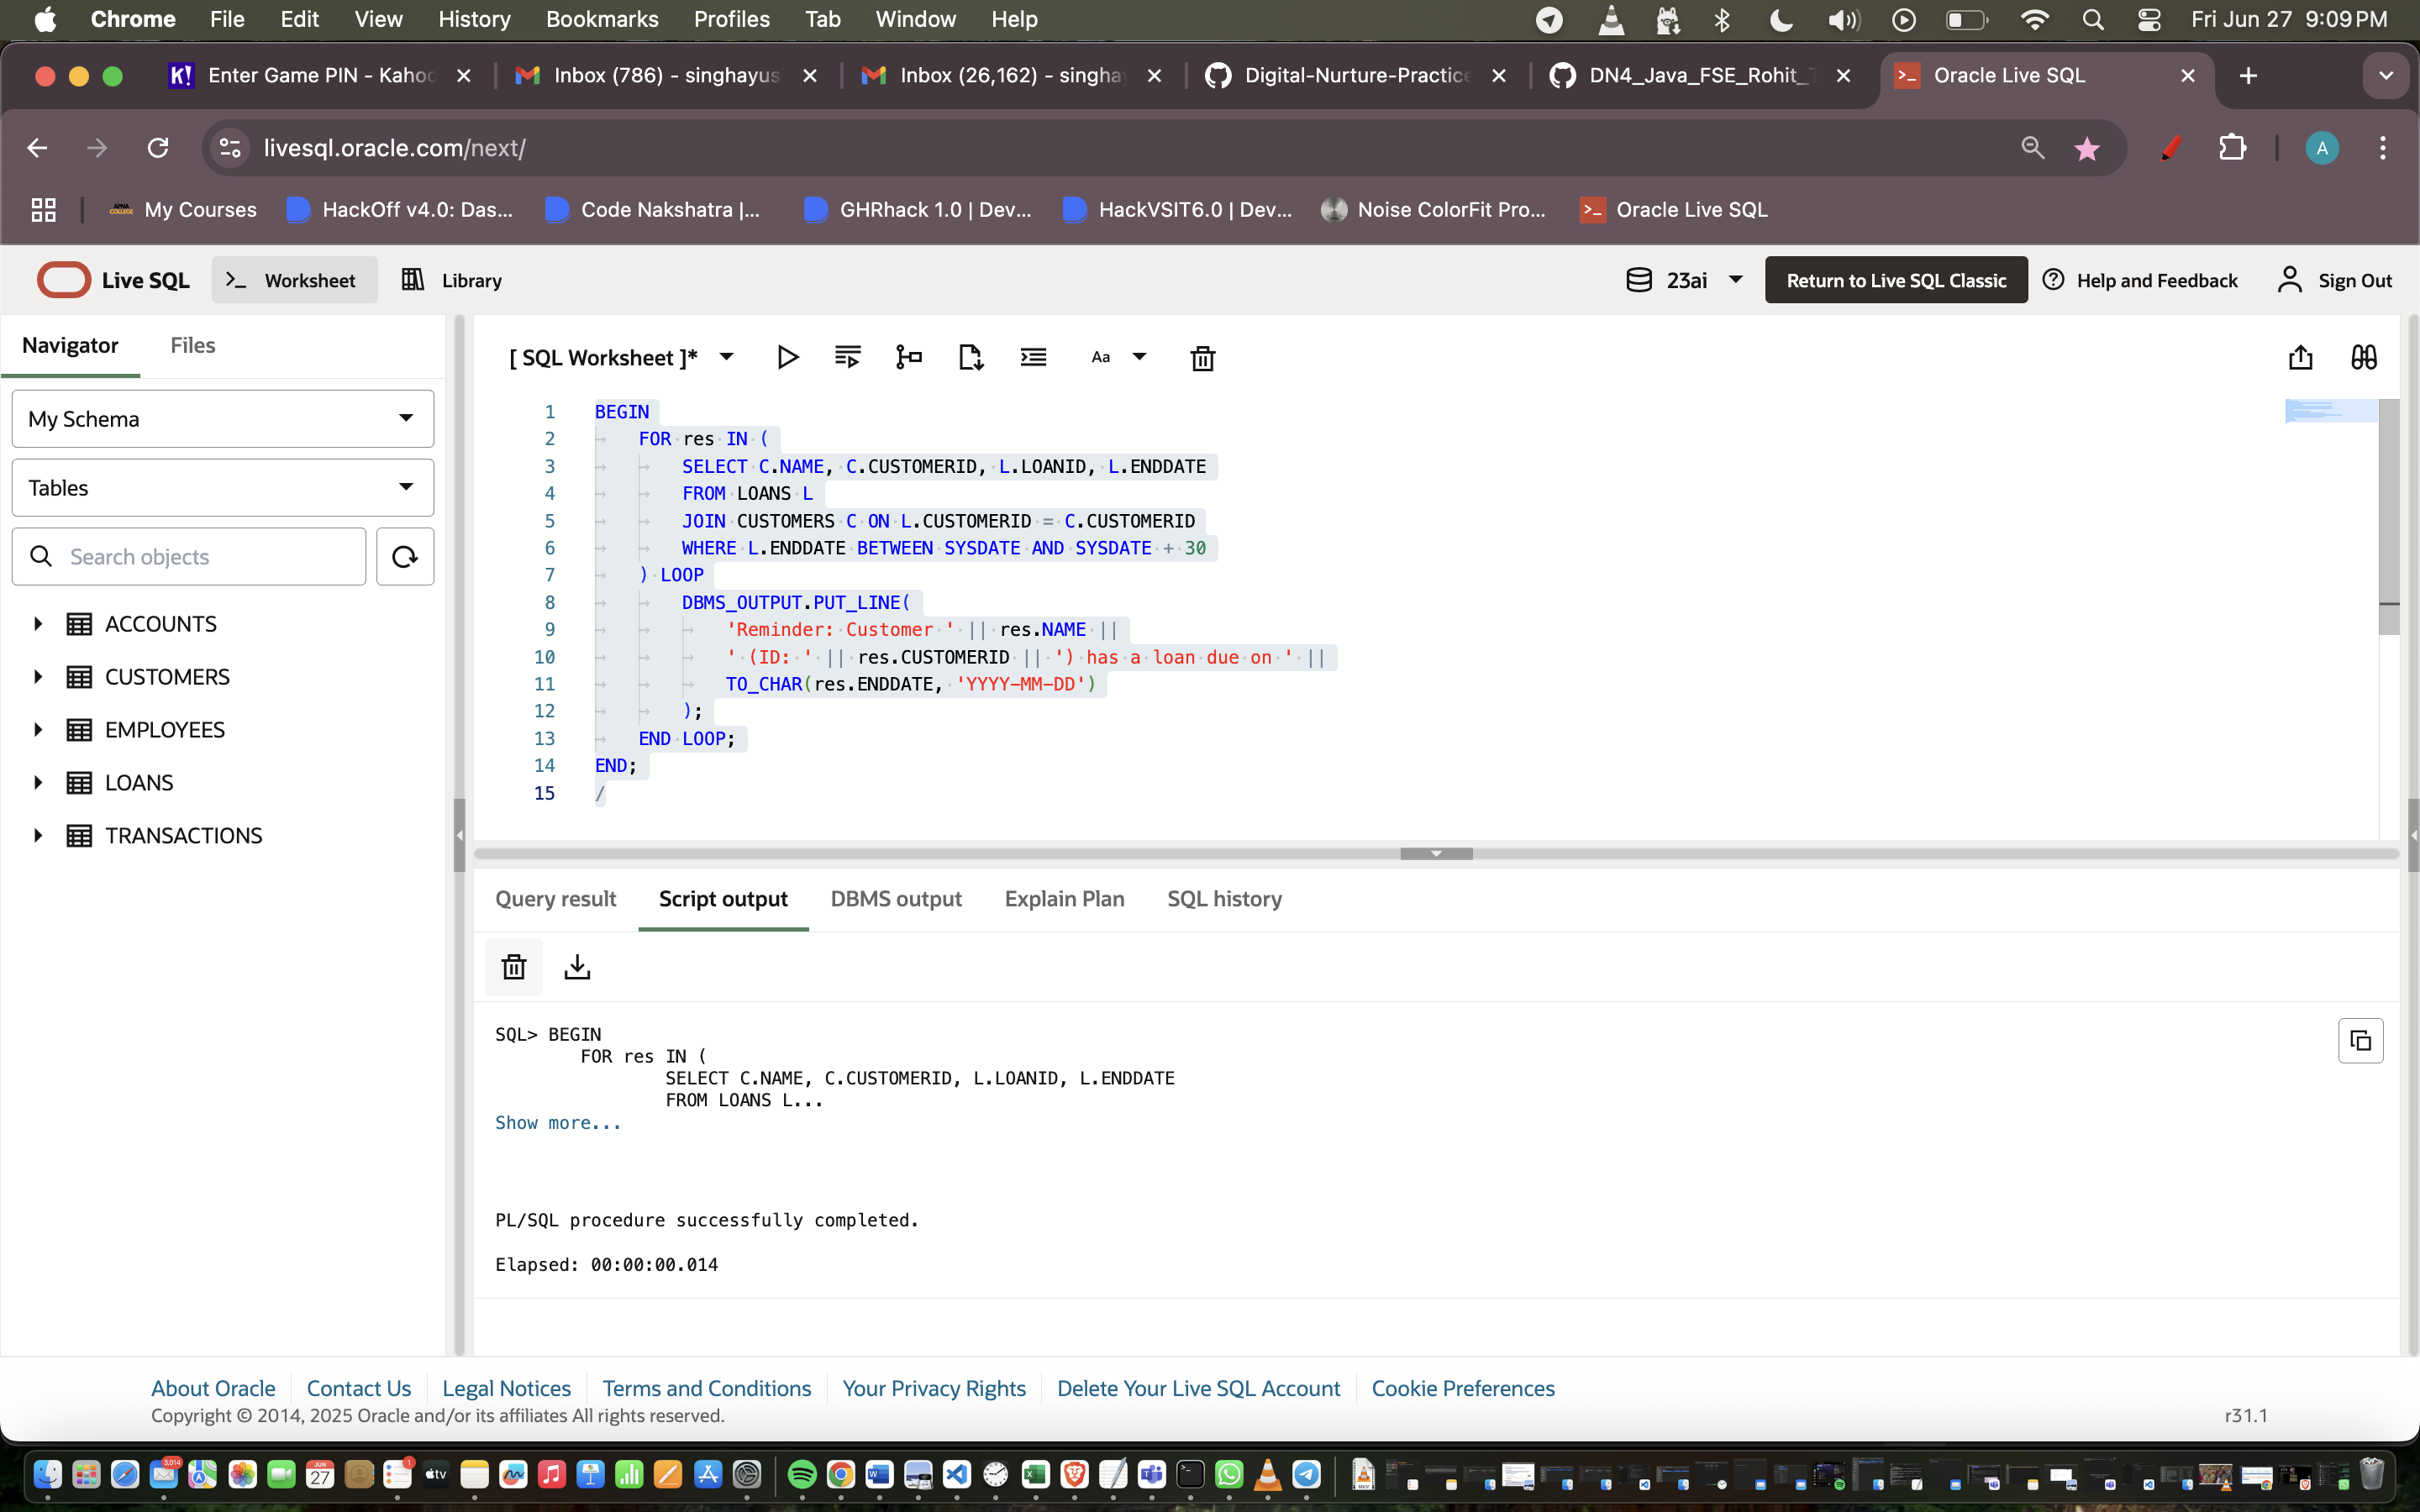 Chrome File Edit View History Bookmarks Profiles Tab Window Help Fri Jun 27 9:09 PM
K! Enter Game PIN - Kahoo Inbox (786) - singhayus Inbox (26,162) - singha Digital-Nurture-Practice DN4_Java_FSE_Rohit_T >_ Oracle Live SQL
livesql.oracle.com/next/ A
My Courses HackOff v4.0: Das... Code Nakshatra |... GHRhack 1.0 | Dev... HackVSIT6.0 | Dev... Noise ColorFit Pro... >_ Oracle Live SQL
Live SQL >_ Worksheet Library 23ai Return to Live SQL Classic Help and Feedback Sign Out
Navigator Files
My Schema
Tables
Search objects
ACCOUNTS
CUSTOMERS
EMPLOYEES
LOANS
TRANSACTIONS
[ SQL Worksheet ]* Aa
1 BEGIN
2 FOR res IN (
3 SELECT C.NAME, C.CUSTOMERID, L.LOANID, L.ENDDATE
4 FROM LOANS L
5 JOIN CUSTOMERS C ON L.CUSTOMERID = C.CUSTOMERID
6 WHERE L.ENDDATE BETWEEN SYSDATE AND SYSDATE + 30
7 ) LOOP
8 DBMS_OUTPUT.PUT_LINE(
9 'Reminder: Customer ' || res.NAME ||
10 ' (ID: ' || res.CUSTOMERID || ') has a loan due on ' ||
11 TO_CHAR(res.ENDDATE, 'YYYY-MM-DD')
12 );
13 END LOOP;
14 END;
15 /
Query result Script output DBMS output Explain Plan SQL history
SQL> BEGIN
FOR res IN (
SELECT C.NAME, C.CUSTOMERID, L.LOANID, L.ENDDATE
FROM LOANS L...
Show more...
PL/SQL procedure successfully completed.
Elapsed: 00:00:00.014
About Oracle Contact Us Legal Notices Terms and Conditions Your Privacy Rights Delete Your Live SQL Account Cookie Preferences
Copyright © 2014, 2025 Oracle and/or its affiliates All rights reserved.
r31.1
3,014 JUN 27 1 tv